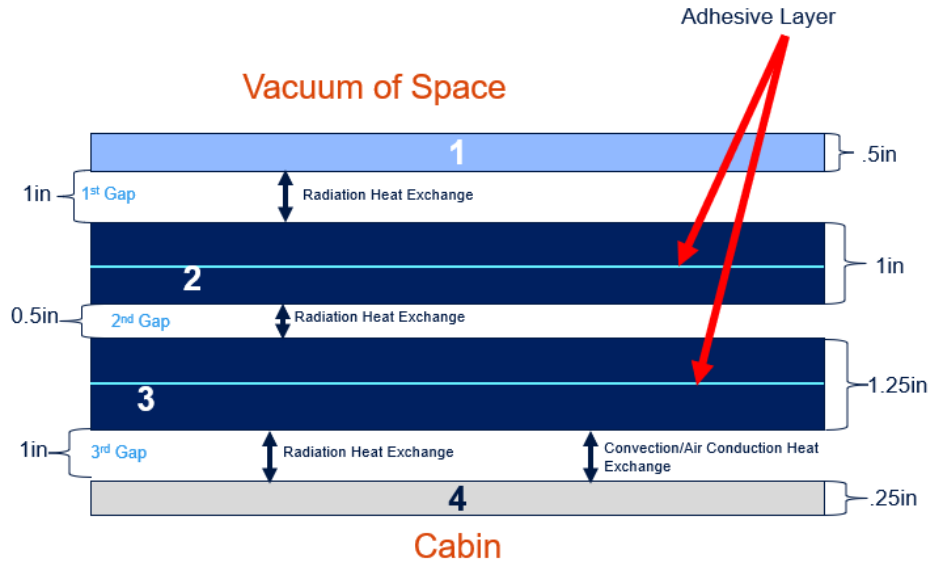 Adhesive Layer
Vacuum of Space
1
.5in
1in
1st Gap
Radiation Heat Exchange
2
1in
0.5in
2nd Gap
Radiation Heat Exchange
3
1.25in
1in
3rd Gap
Radiation Heat Exchange
Convection/Air Conduction Heat
Exchange
4
.25in
Cabin